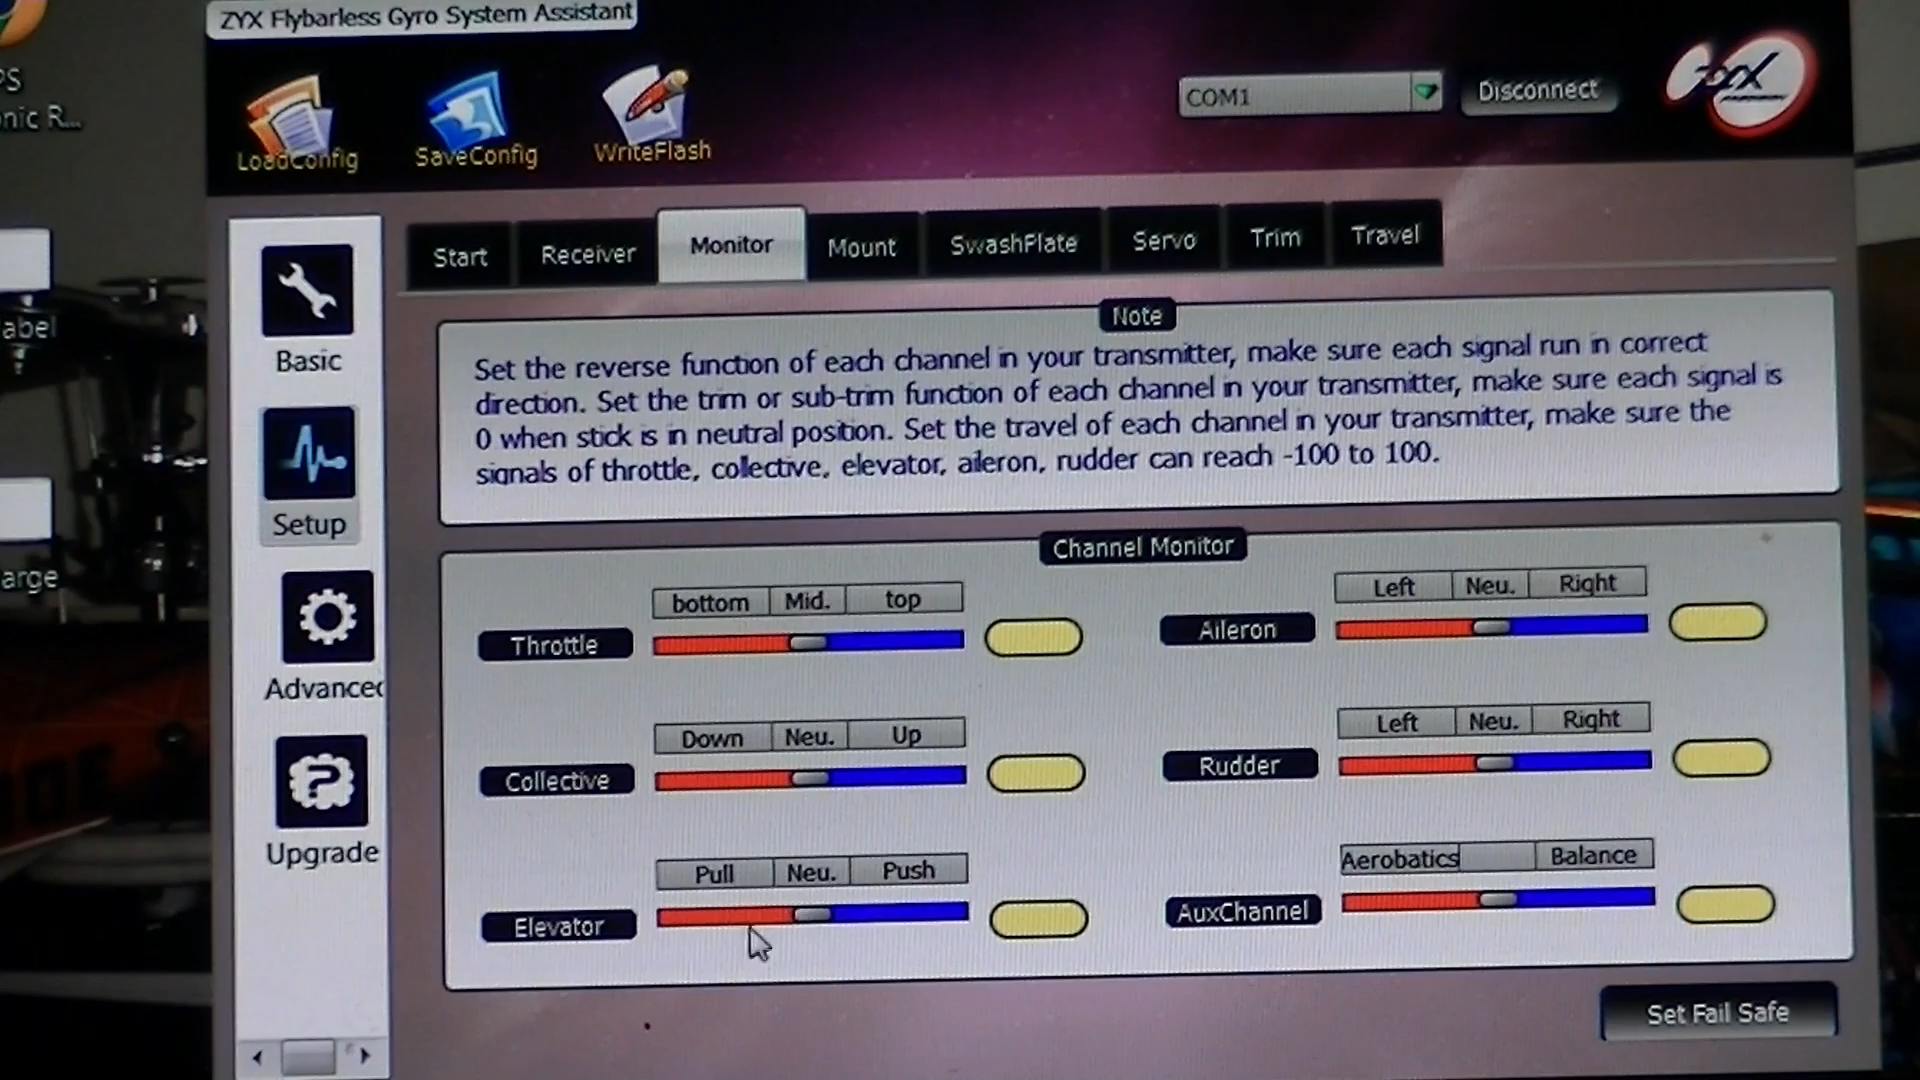 ZYX Flybarless Gyro System Assistant
PS
nic R...
LoadConfig
SaveConfig
WriteFlash
COM1
Disconnect
ZYX
Start
Receiver
Monitor
Mount
SwashPlate
Servo
Trim
Travel
abel
arge
Basic
Setup
Advanced
Upgrade
Note
Set the reverse function of each channel in your transmitter, make sure each signal run in correct
direction. Set the trim or sub-trim function of each channel in your transmitter, make sure each signal is
0 when stick is in neutral position. Set the travel of each channel in your transmitter, make sure the
signals of throttle, collective, elevator, aileron, rudder can reach -100 to 100.
Channel Monitor
bottom Mid. top
Throttle
Left Neu. Right
Aileron
Down Neu. Up
Collective
Left Neu. Right
Rudder
Pull Neu. Push
Elevator
Aerobatics Balance
AuxChannel
Set Fail Safe